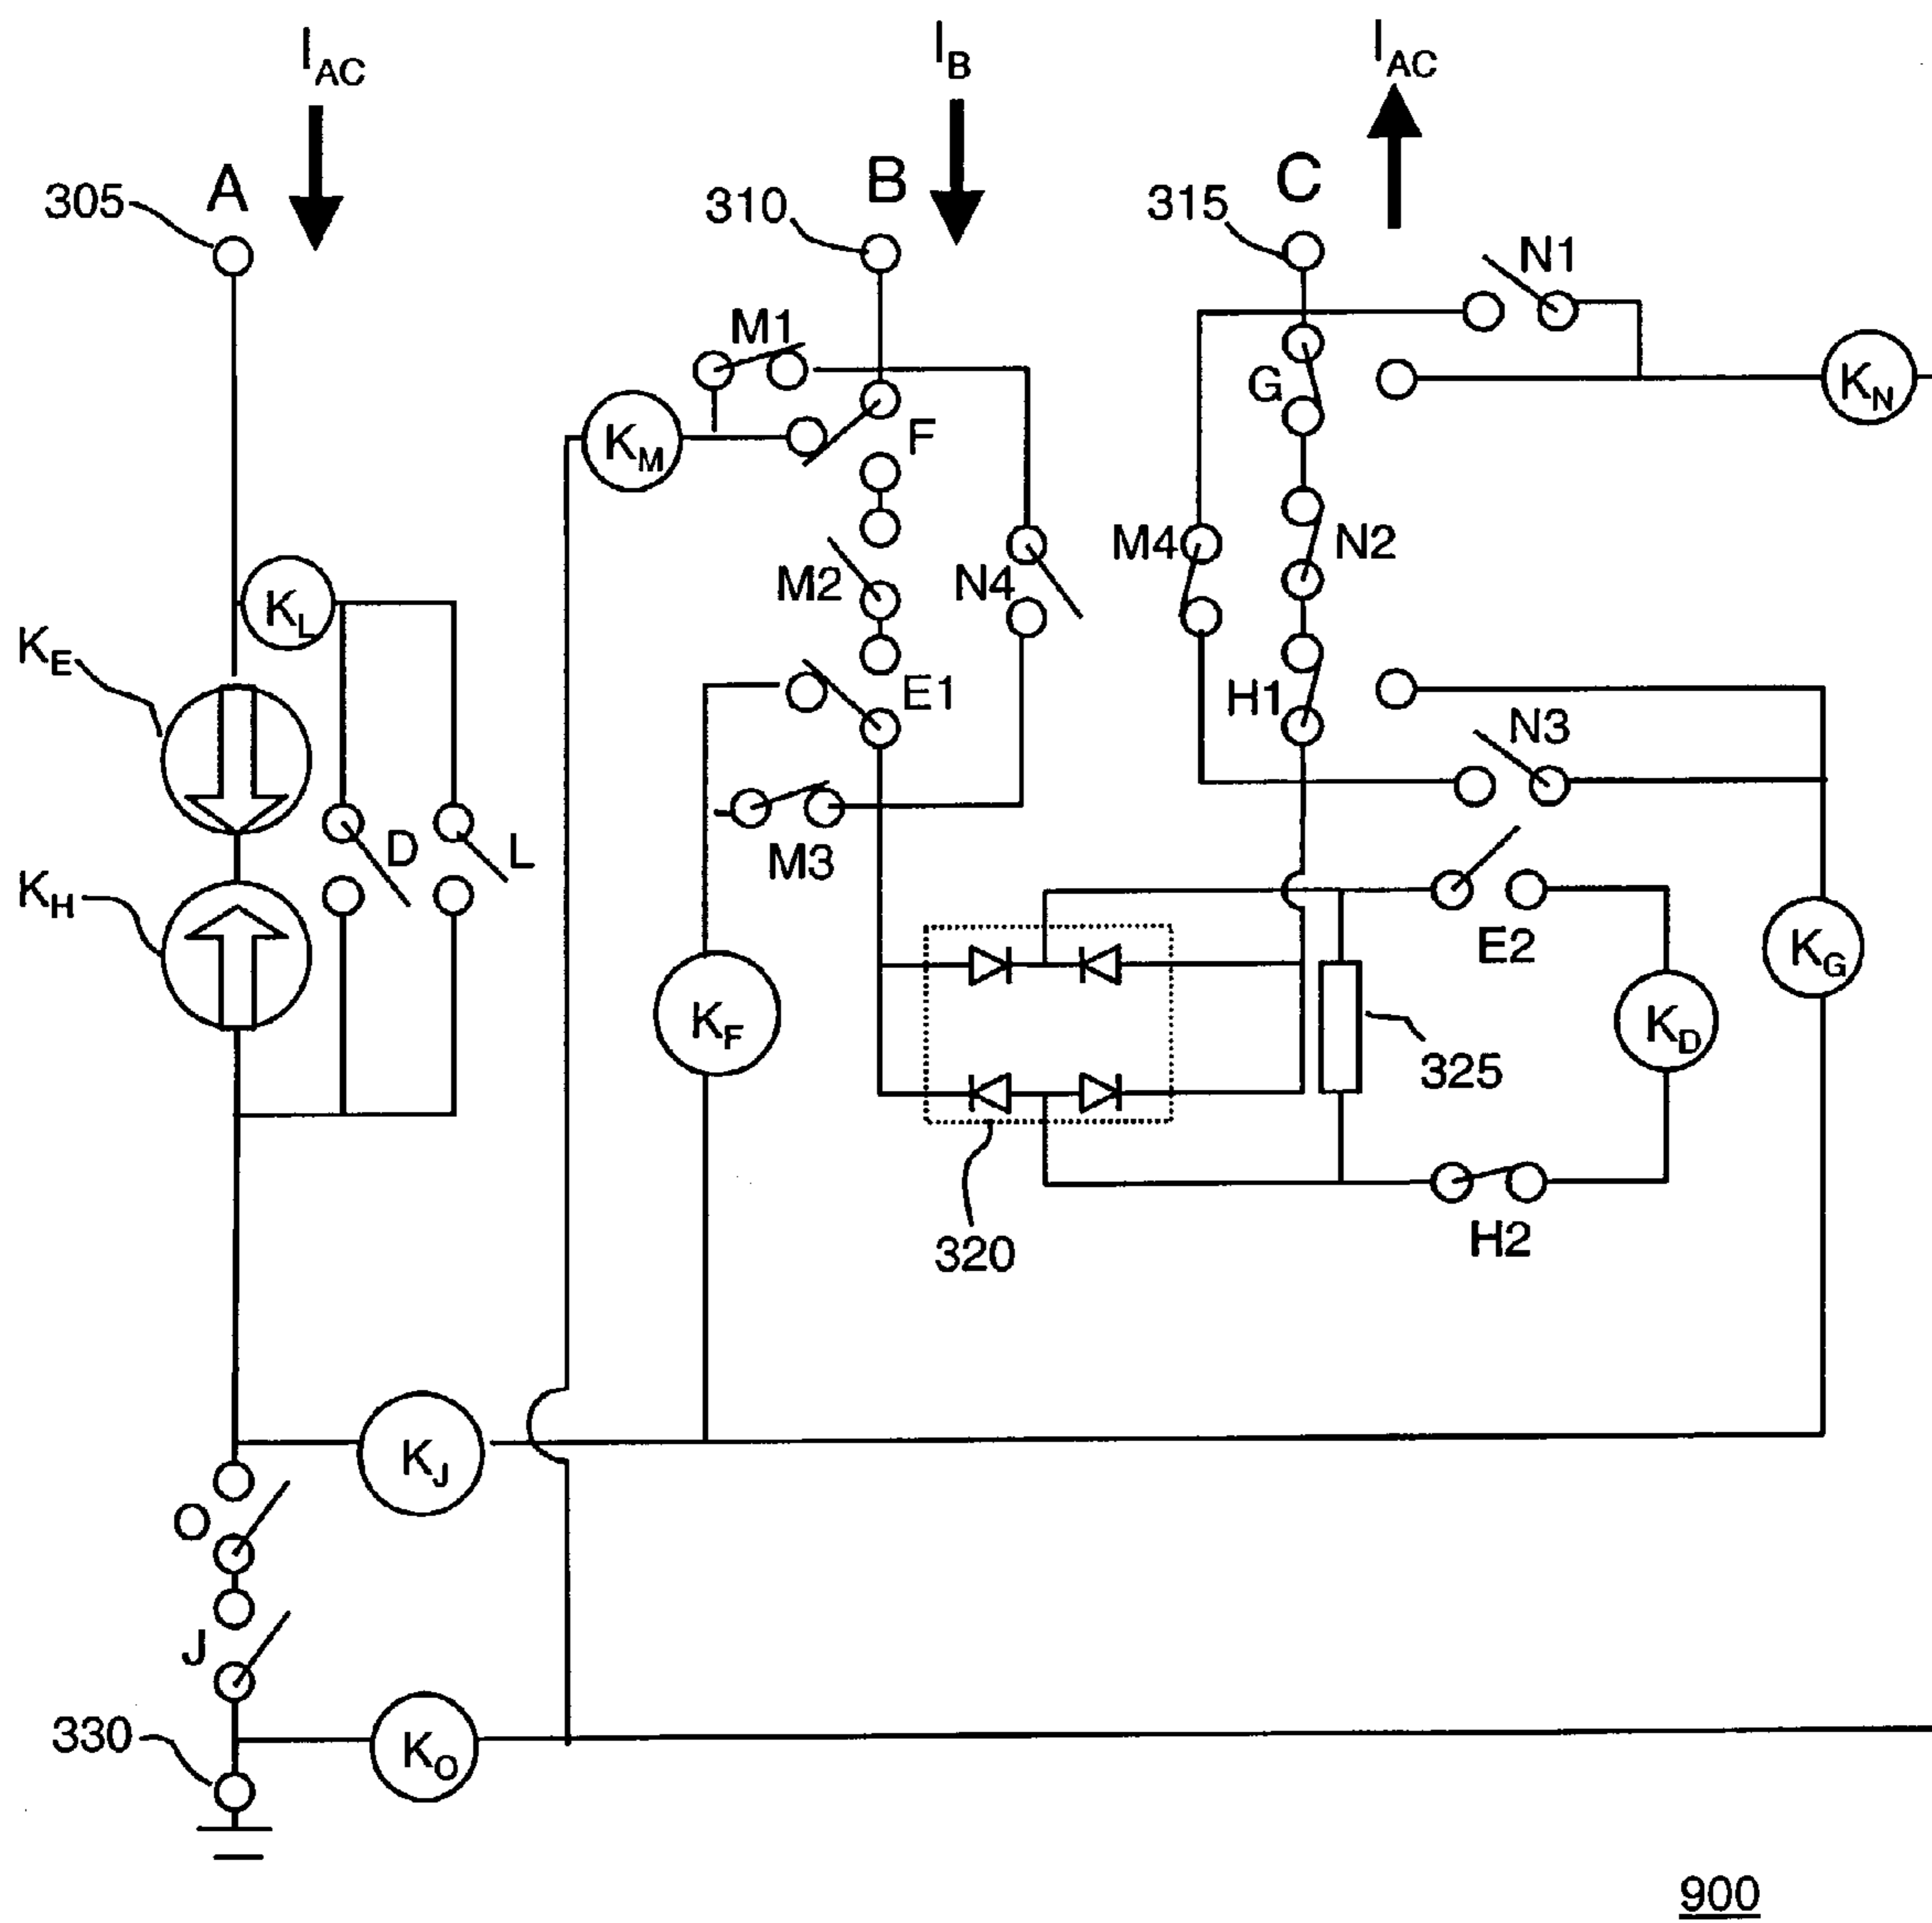 I_AC
I_B
I_AC
A
B
C
305
310
315
N1
M1
G
K_N
K_M
F
M4
N2
M2
N4
K_L
K_E
E1
H1
N3
D
L
K_H
M3
E2
K_G
K_F
K_D
325
H2
320
K_J
O
J
330
K_O
900